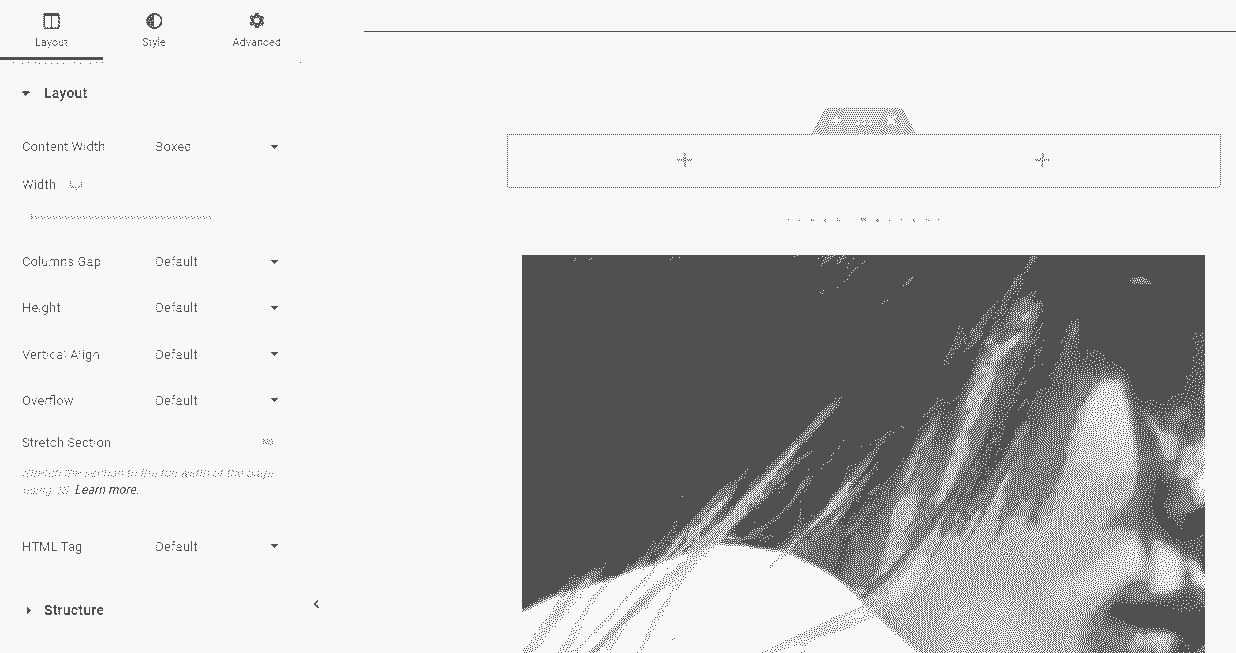 Layout
Style
Advanced
Layout
Content Width Boxed
Width
Columns Gap Default
Height Default
Vertical Align Default
Overflow Default
Stretch Section NO
Stretch the section to the full width of the page
using JS. Learn more.
HTML Tag Default
Structure